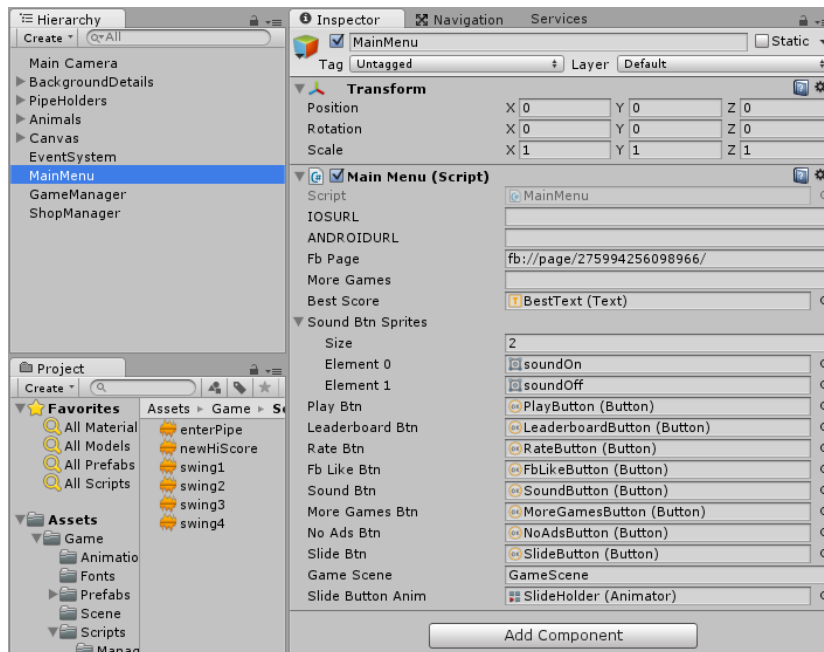 Hierarchy
Create All
Main Camera
BackgroundDetails
PipeHolders
Animals
Canvas
EventSystem
MainMenu
GameManager
ShopManager
Project
Create
Favorites
All Material
All Models
All Prefabs
All Scripts
Assets
Game
Animatio
Fonts
Prefabs
Scene
Scripts
Manag
Assets Game Sc
enterPipe
newHiScore
swing1
swing2
swing3
swing4
Inspector Navigation Services
MainMenu Static
Tag Untagged Layer Default
Transform
Position X 0 Y 0 Z 0
Rotation X 0 Y 0 Z 0
Scale X 1 Y 1 Z 1
Main Menu (Script)
Script MainMenu
IOSURL
ANDROIDURL
Fb Page fb://page/275994256098966/
More Games
Best Score BestText (Text)
Sound Btn Sprites
Size 2
Element 0 soundOn
Element 1 soundOff
Play Btn PlayButton (Button)
Leaderboard Btn LeaderboardButton (Button)
Rate Btn RateButton (Button)
Fb Like Btn FbLikeButton (Button)
Sound Btn SoundButton (Button)
More Games Btn MoreGamesButton (Button)
No Ads Btn NoAdsButton (Button)
Slide Btn SlideButton (Button)
Game Scene GameScene
Slide Button Anim SlideHolder (Animator)
Add Component